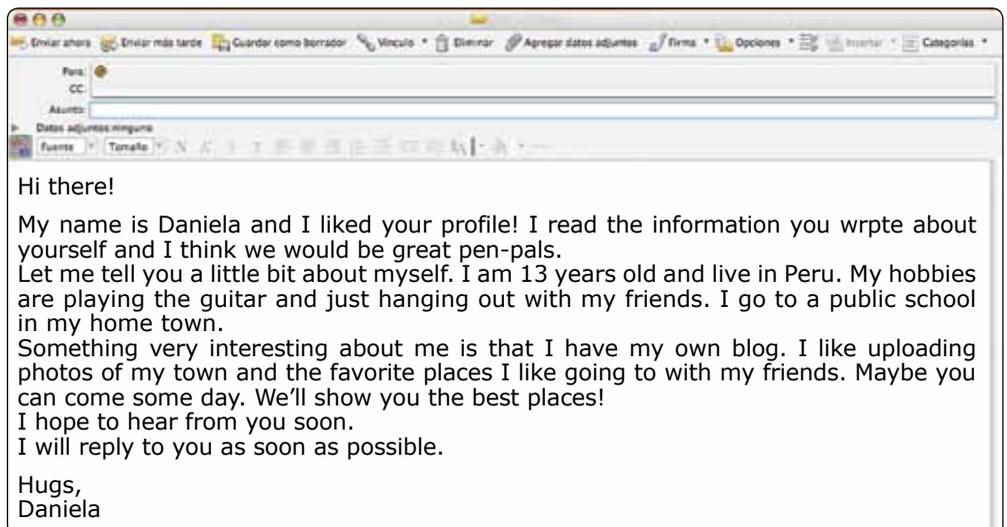 Enviar ahora Enviar más tarde Guardar como borrador Vínculo Eliminar Agregar datos adjuntos Firma Opciones Insertar Categorías
Para:
CC:
Asunto:
Datos adjuntos ninguno
Fuente Tamaño N K
Hi there!
My name is Daniela and I liked your profile! I read the information you wrpte about
yourself and I think we would be great pen-pals.
Let me tell you a little bit about myself. I am 13 years old and live in Peru. My hobbies
are playing the guitar and just hanging out with my friends. I go to a public school
in my home town.
Something very interesting about me is that I have my own blog. I like uploading
photos of my town and the favorite places I like going to with my friends. Maybe you
can come some day. We'll show you the best places!
I hope to hear from you soon.
I will reply to you as soon as possible.
Hugs,
Daniela